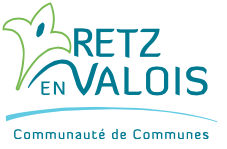 RETZ
EN VALOIS
Communauté de Communes